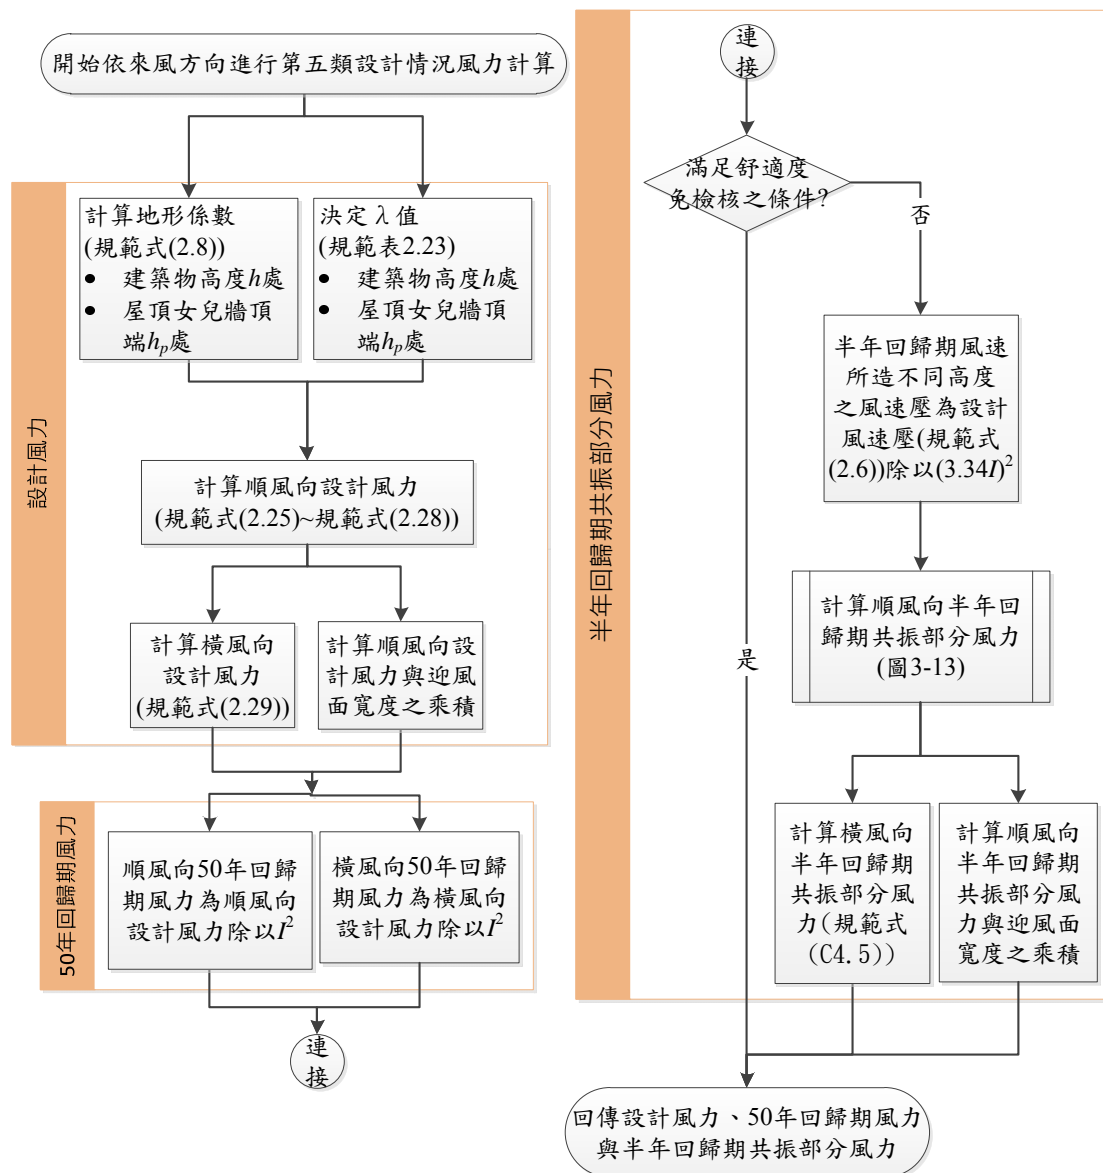 開始依來風方向進行第五類設計情況風力計算
設計風力
計算地形係數
(規範式(2.8))
● 建築物高度h處
● 屋頂女兒牆頂
端hp處
決定λ值
(規範表2.23)
● 建築物高度h處
● 屋頂女兒牆頂
端hp處
計算順風向設計風力
(規範式(2.25)~規範式(2.28))
計算橫風向
設計風力
(規範式(2.29))
計算順風向設
計風力與迎風
面寬度之乘積
50年回歸期風力
順風向50年回歸
期風力為順風向
設計風力除以I²
橫風向50年回歸
期風力為橫風向
設計風力除以I²
連
接
半年回歸期共振部分風力
連
接
滿足舒適度
免檢核之條件?
否
是
半年回歸期風速
所造不同高度
之風速壓為設計
風速壓(規範式
(2.6))除以(3.34I)²
計算順風向半年回
歸期共振部分風力
(圖3-13)
計算橫風向
半年回歸期
共振部分風
力(規範式
(C4.5))
計算順風向
半年回歸期
共振部分風
力與迎風面
寬度之乘積
回傳設計風力、50年回歸期風力
與半年回歸期共振部分風力